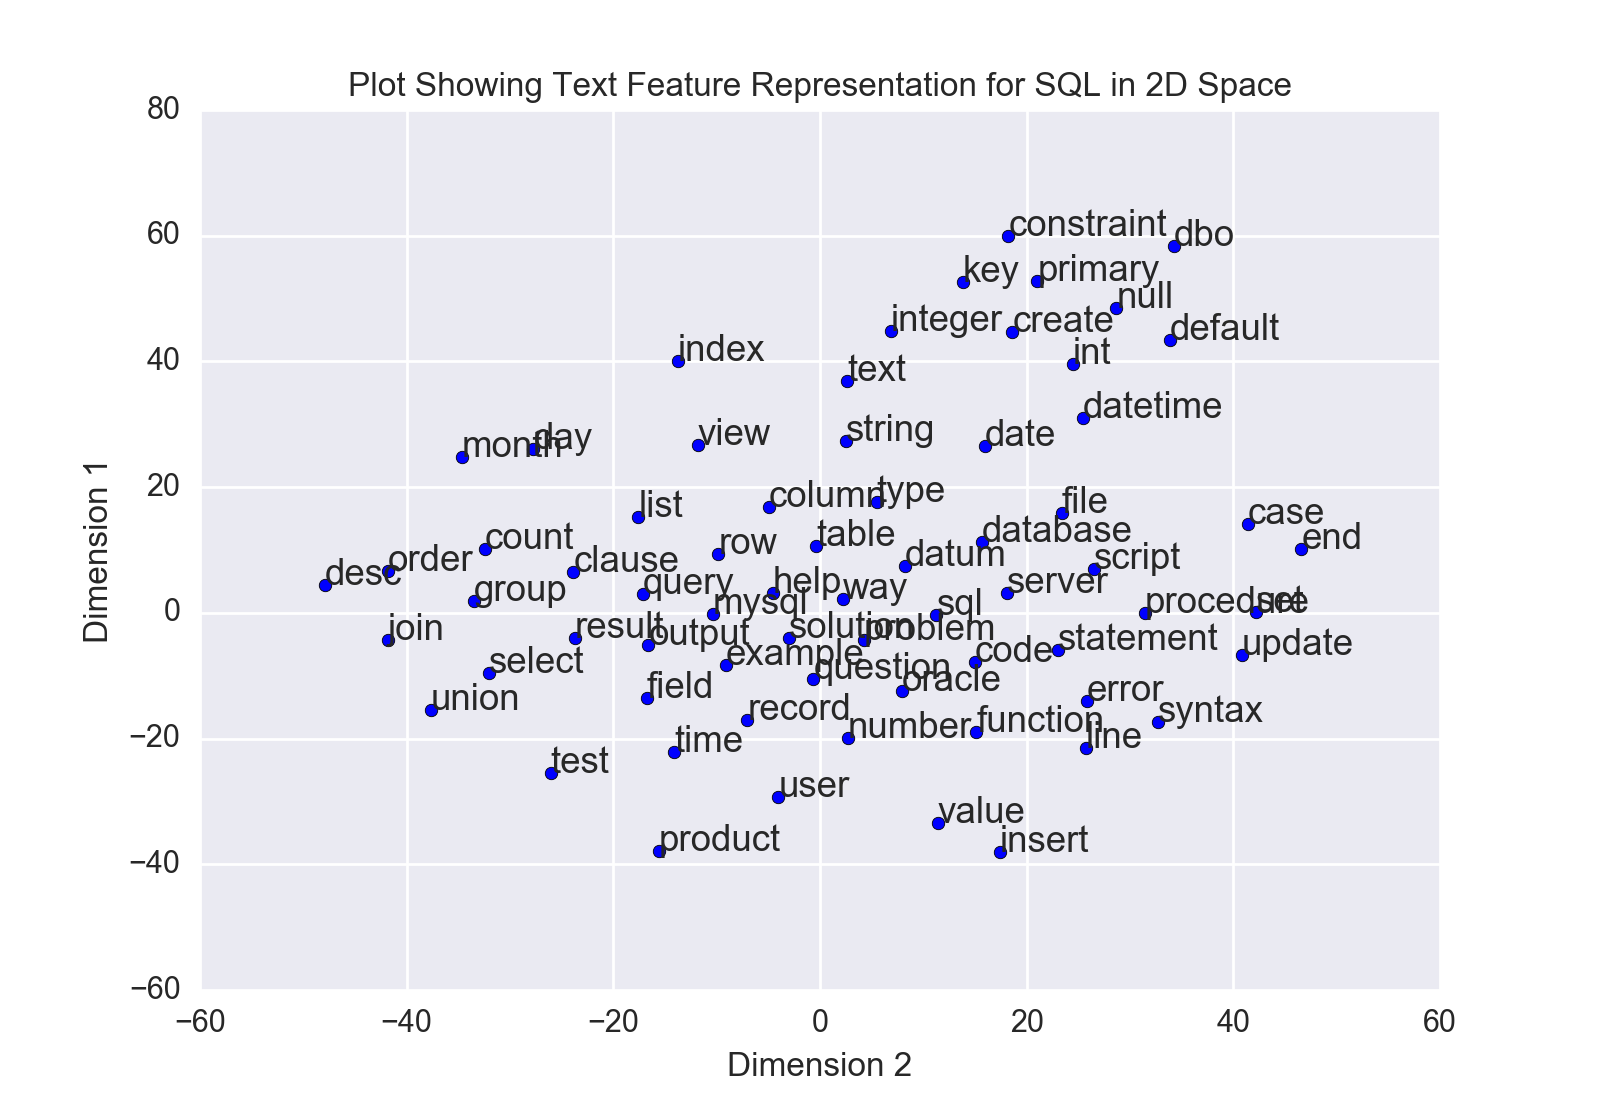 Plot Showing Text Feature Representation for SQL in 2D Space
80
60
40
20
0
−20
−40
−60
Dimension 1
constraint
dbo
key
primary
null
integer
create
default
index
int
text
datetime
view
string
date
month
day
list
column
type
file
case
count
row
table
database
end
desc
order
clause
datum
script
group
query
help
way
server
mysql
sql
procedure
set
join
result
output
solution
problem
statement
update
select
example
question
code
union
field
oracle
error
record
syntax
time
number
function
line
test
user
value
product
insert
−60
−40
−20
0
20
40
60
Dimension 2